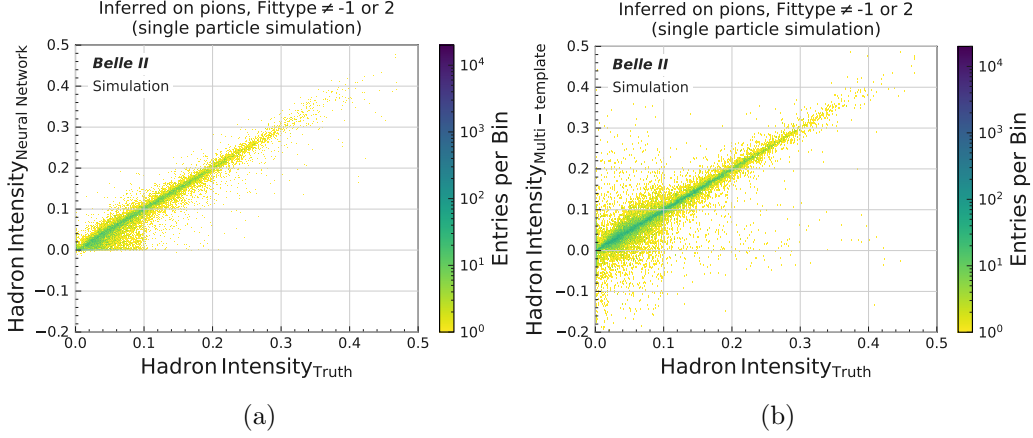 Inferred on pions, Fittype ≠ -1 or 2
(single particle simulation)
Belle II
Simulation
Hadron Intensity_Neural Network
0.5
0.4
0.3
0.2
0.1
0.0
−0.1
−0.2
0.0 0.1 0.2 0.3 0.4 0.5
Hadron Intensity_Truth
10^4
10^3
10^2
10^1
10^0
Entries per Bin
(a)
Inferred on pions, Fittype ≠ -1 or 2
(single particle simulation)
Belle II
Simulation
Hadron Intensity_Multi − template
0.5
0.4
0.3
0.2
0.1
0.0
−0.1
−0.2
0.0 0.1 0.2 0.3 0.4 0.5
Hadron Intensity_Truth
10^4
10^3
10^2
10^1
10^0
Entries per Bin
(b)